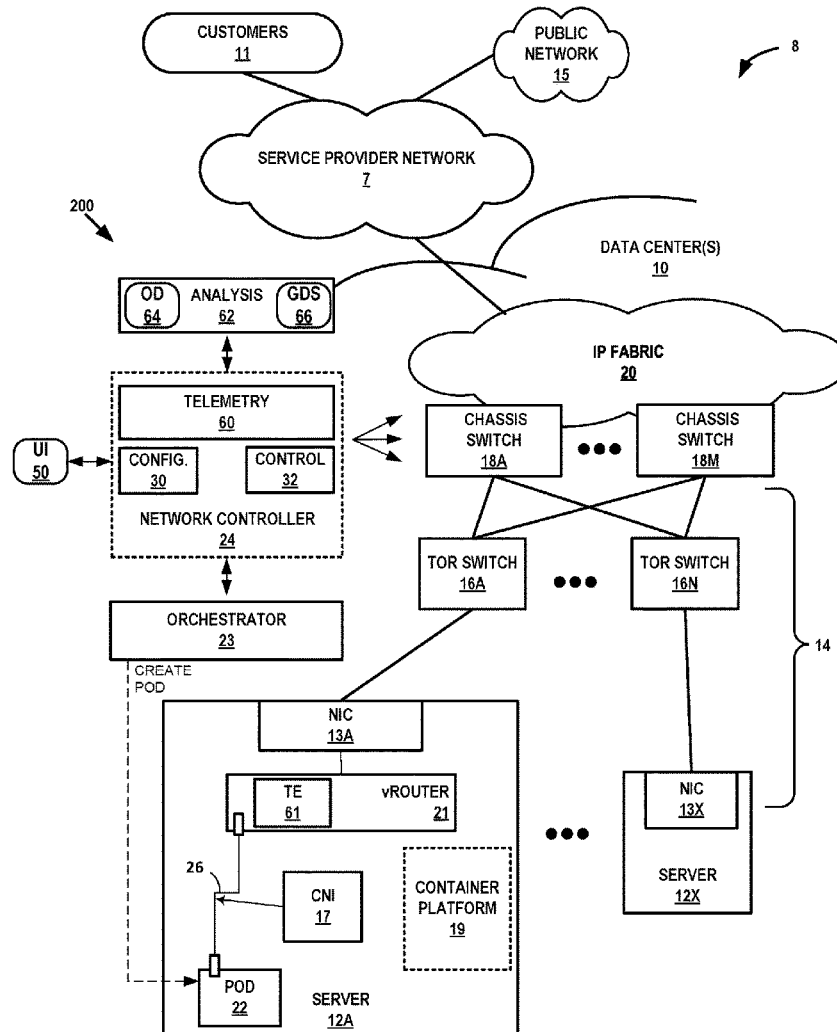 CUSTOMERS
11
PUBLIC
NETWORK
15
8
SERVICE PROVIDER NETWORK
7
200
DATA CENTER(S)
10
OD
64
ANALYSIS
62
GDS
66
IP FABRIC
20
TELEMETRY
60
CHASSIS
SWITCH
18A
CHASSIS
SWITCH
18M
UI
50
CONFIG.
30
CONTROL
32
NETWORK CONTROLLER
24
TOR SWITCH
16A
TOR SWITCH
16N
ORCHESTRATOR
23
14
CREATE
POD
NIC
13A
TE
61
vROUTER
21
NIC
13X
26
CNI
17
CONTAINER
PLATFORM
19
SERVER
12X
POD
22
SERVER
12A